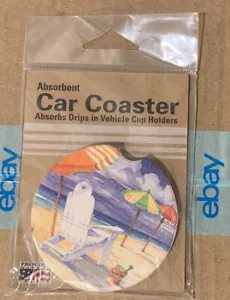 Absorbent
Car Coaster
Absorbs Drips in Vehicle Cup Holders
ebay
ebay